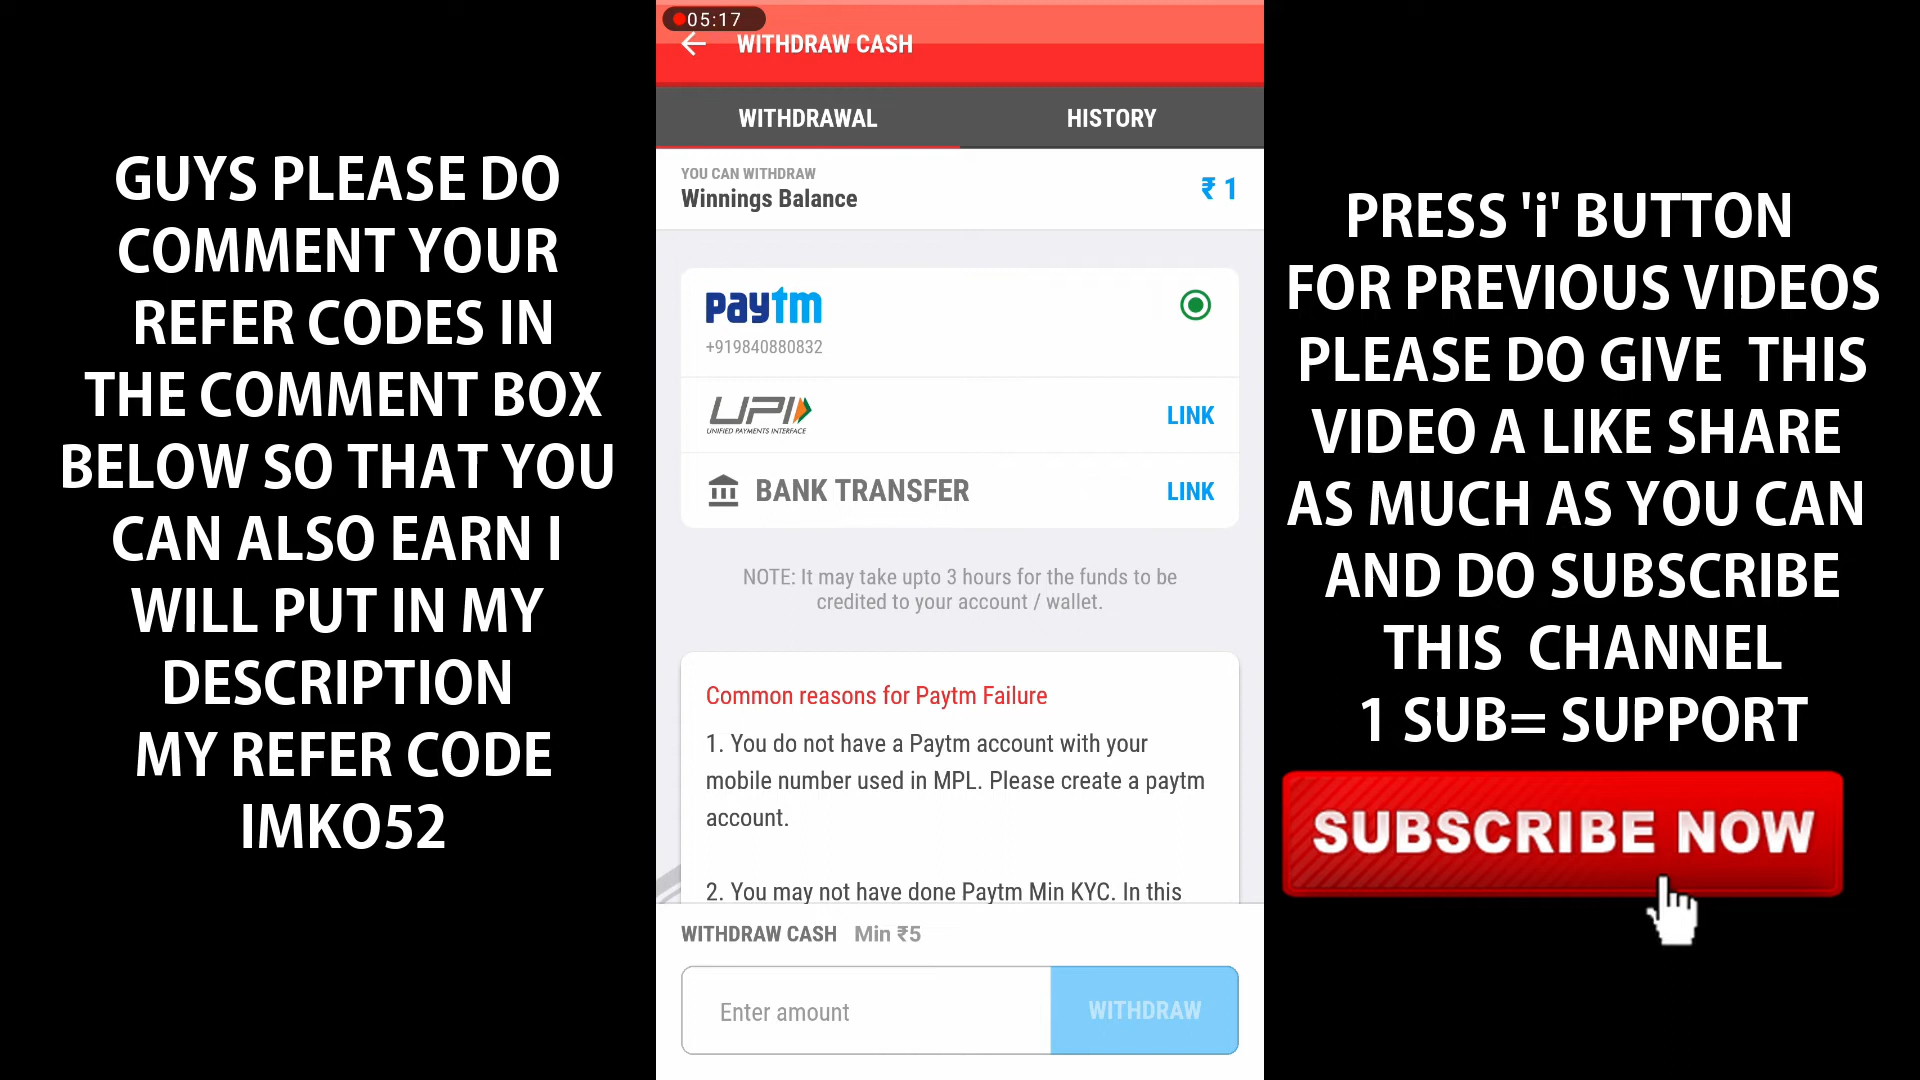 GUYS PLEASE DO
COMMENT YOUR
REFER CODES IN
THE COMMENT BOX
BELOW SO THAT YOU
CAN ALSO EARN I
WILL PUT IN MY
DESCRIPTION
MY REFER CODE
IMKO52
05:17
WITHDRAW CASH
WITHDRAWAL
HISTORY
YOU CAN WITHDRAW
Winnings Balance
₹ 1
paytm
+919840880832
UPI
UNIFIED PAYMENTS INTERFACE
LINK
BANK TRANSFER
LINK
NOTE: It may take upto 3 hours for the funds to be
credited to your account / wallet.
Common reasons for Paytm Failure
1. You do not have a Paytm account with your
mobile number used in MPL. Please create a paytm
account.
2. You may not have done Paytm Min KYC. In this
WITHDRAW CASH Min ₹5
Enter amount
WITHDRAW
PRESS 'i' BUTTON
FOR PREVIOUS VIDEOS
PLEASE DO GIVE THIS
VIDEO A LIKE SHARE
AS MUCH AS YOU CAN
AND DO SUBSCRIBE
THIS CHANNEL
1 SUB= SUPPORT
SUBSCRIBE NOW